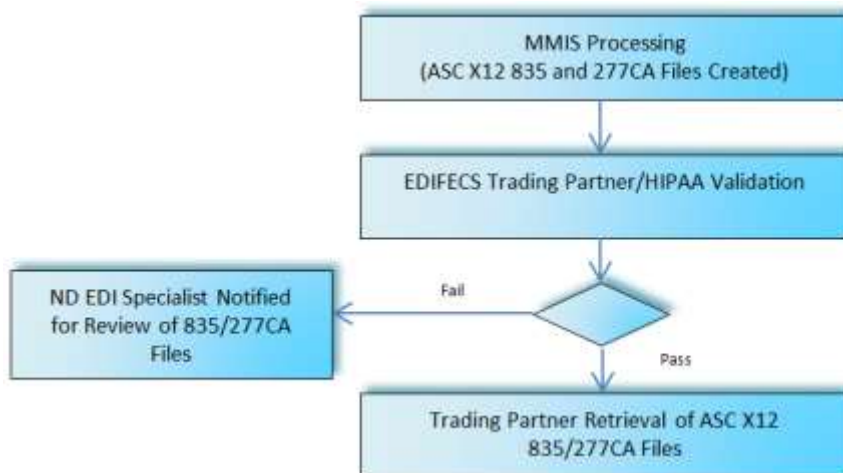 MMIS Processing
(ASC X12 835 and 277CA Files Created)
EDIFECS Trading Partner/HIPAA Validation
Fail
ND EDI Specialist Notified
for Review of 835/277CA
Files
Pass
Trading Partner Retrieval of ASC X12
835/277CA Files